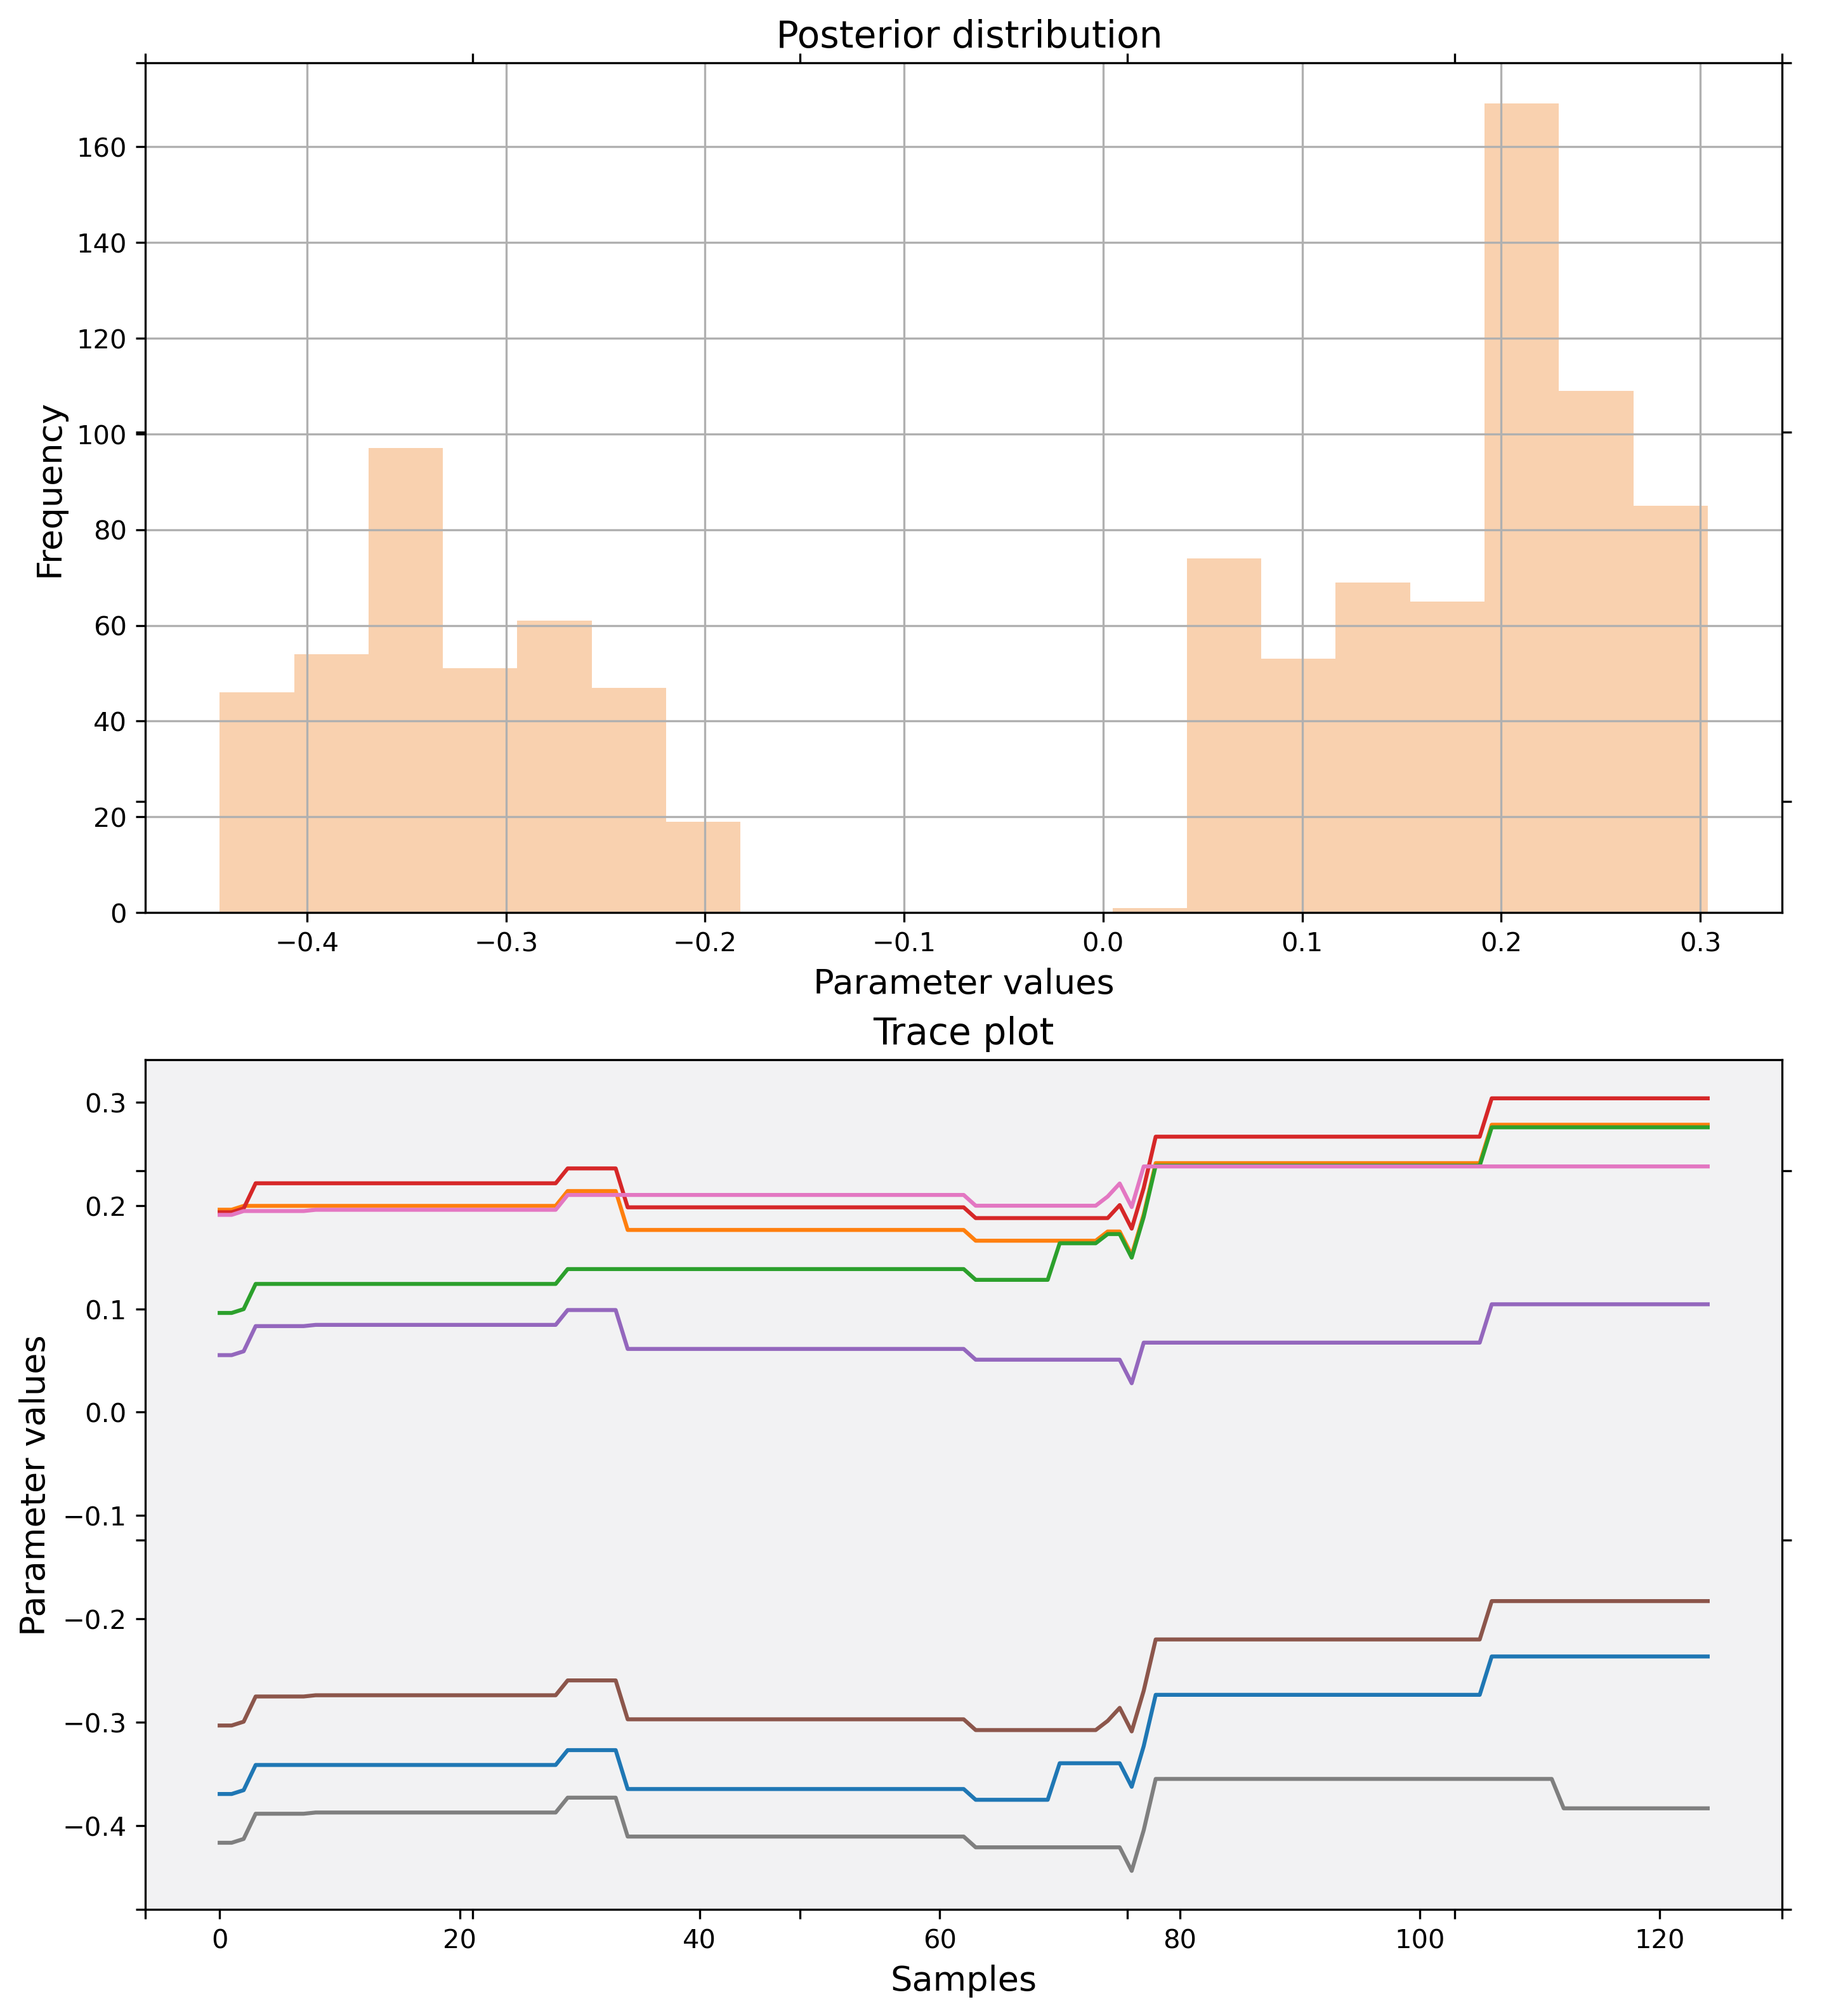 Posterior distribution
160
140
120
100
80
60
40
20
0
Frequency
−0.4 −0.3 −0.2 −0.1 0.0 0.1 0.2 0.3
Parameter values
Trace plot
0.3
0.2
0.1
0.0
−0.1
−0.2
−0.3
−0.4
Parameter values
0 20 40 60 80 100 120
Samples